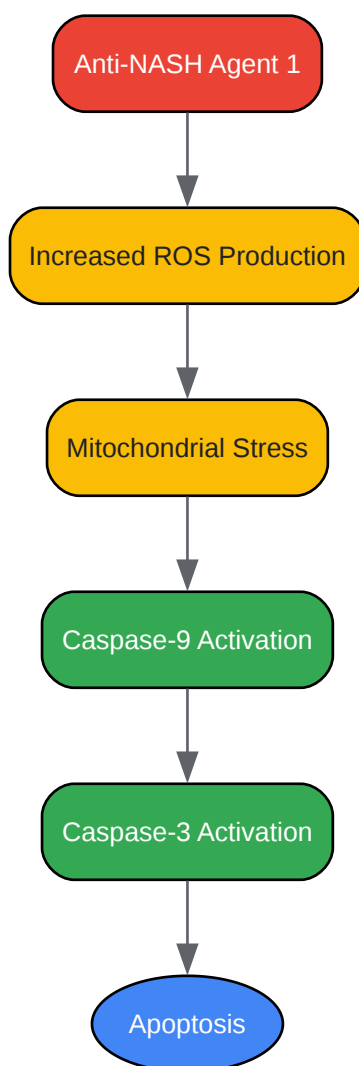 Anti-NASH Agent 1
Increased ROS Production
Mitochondrial Stress
Caspase-9 Activation
Caspase-3 Activation
Apoptosis